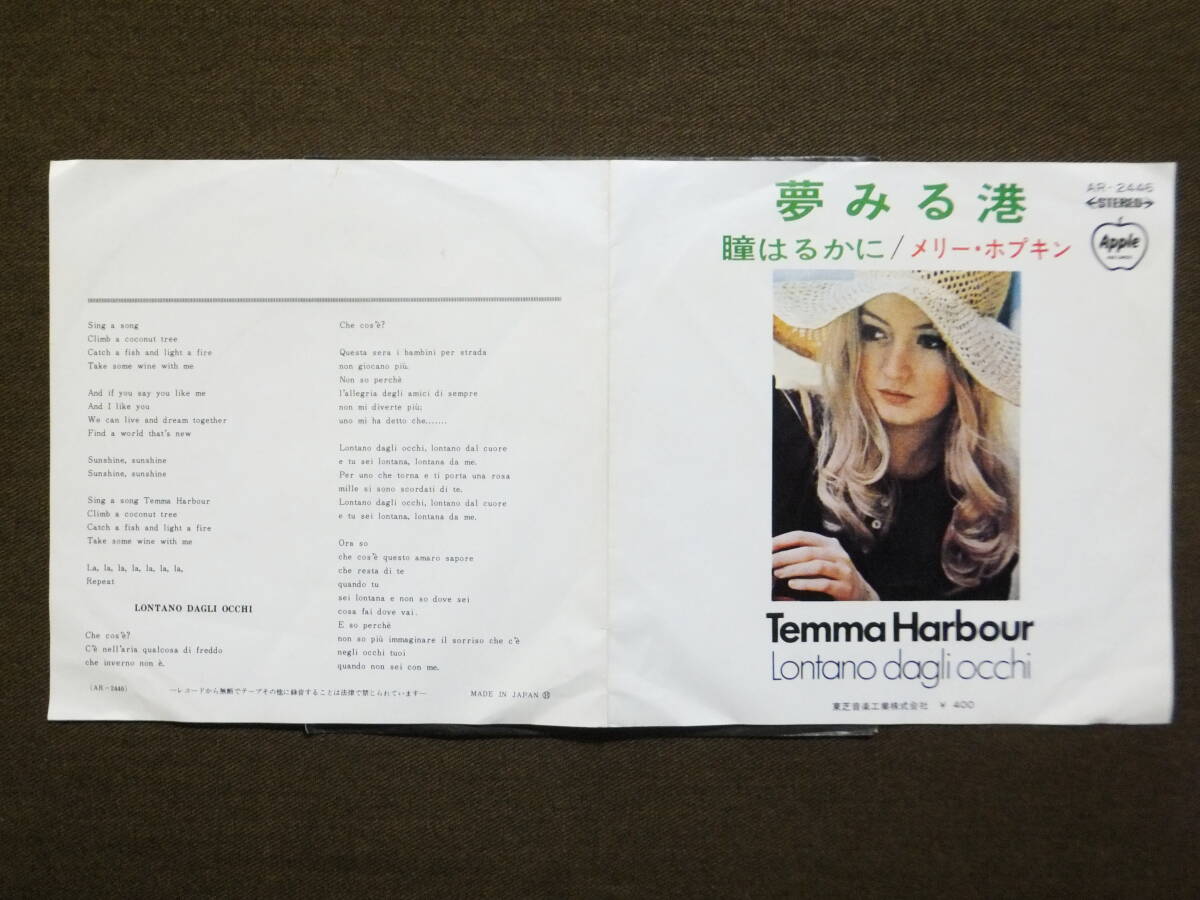 Sing a song
Climb a coconut tree
Catch a fish and light a fire
Take some wine with me
And if you say you like me
And I like you
We can live and dream together
Find a world that's new
Sunshine, sunshine
Sunshine, sunshine
Sing a song Temma Harbour
Climb a coconut tree
Catch a fish and light a fire
Take some wine with me
La, la, la, la, la, la, la,
Repeat
LONTANO DAGLI OCCHI
Che cos'è?
C'è nell'aria qualcosa di freddo
che inverno non è.
Che cos'è?
Questa sera i bambini per strada
non giocano più.
Non so perchè
l'allegria degli amici di sempre
non mi diverte più;
uno mi ha detto che.......
Lontano dagli occhi, lontano dal cuore
e tu sei lontana, lontana da me.
Per uno che torna e ti porta una rosa
mille si sono scordati di te.
Lontano dagli occhi, lontano dal cuore
e tu sei lontana, lontana da me.
Ora so
che cos'è questo amaro sapore
che resta di te
quando tu
sei lontana e non so dove sei
cosa fai dove vai.
E so perchè
non so più immaginare il sorriso che c'è
negli occhi tuoi
quando non sei con me.
(AR-2446)
—レコードから無断でテープその他に録音することは法律で禁じられています—
MADE IN JAPAN
夢みる港
瞳はるかに/メリー・ホプキン
AR-2446
←STEREO→
Apple
Temma Harbour
Lontano dagli occhi
東芝音楽工業株式会社 ¥400